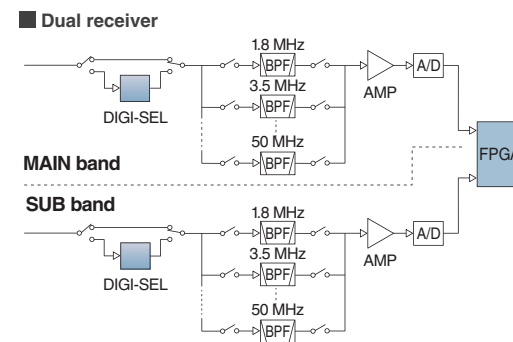 Dual receiver
1.8 MHz
BPF
A/D
3.5 MHz
BPF
AMP
DIGI-SEL
50 MHz
BPF
MAIN band
FPGA
SUB band
1.8 MHz
BPF
A/D
3.5 MHz
BPF
AMP
DIGI-SEL
50 MHz
BPF